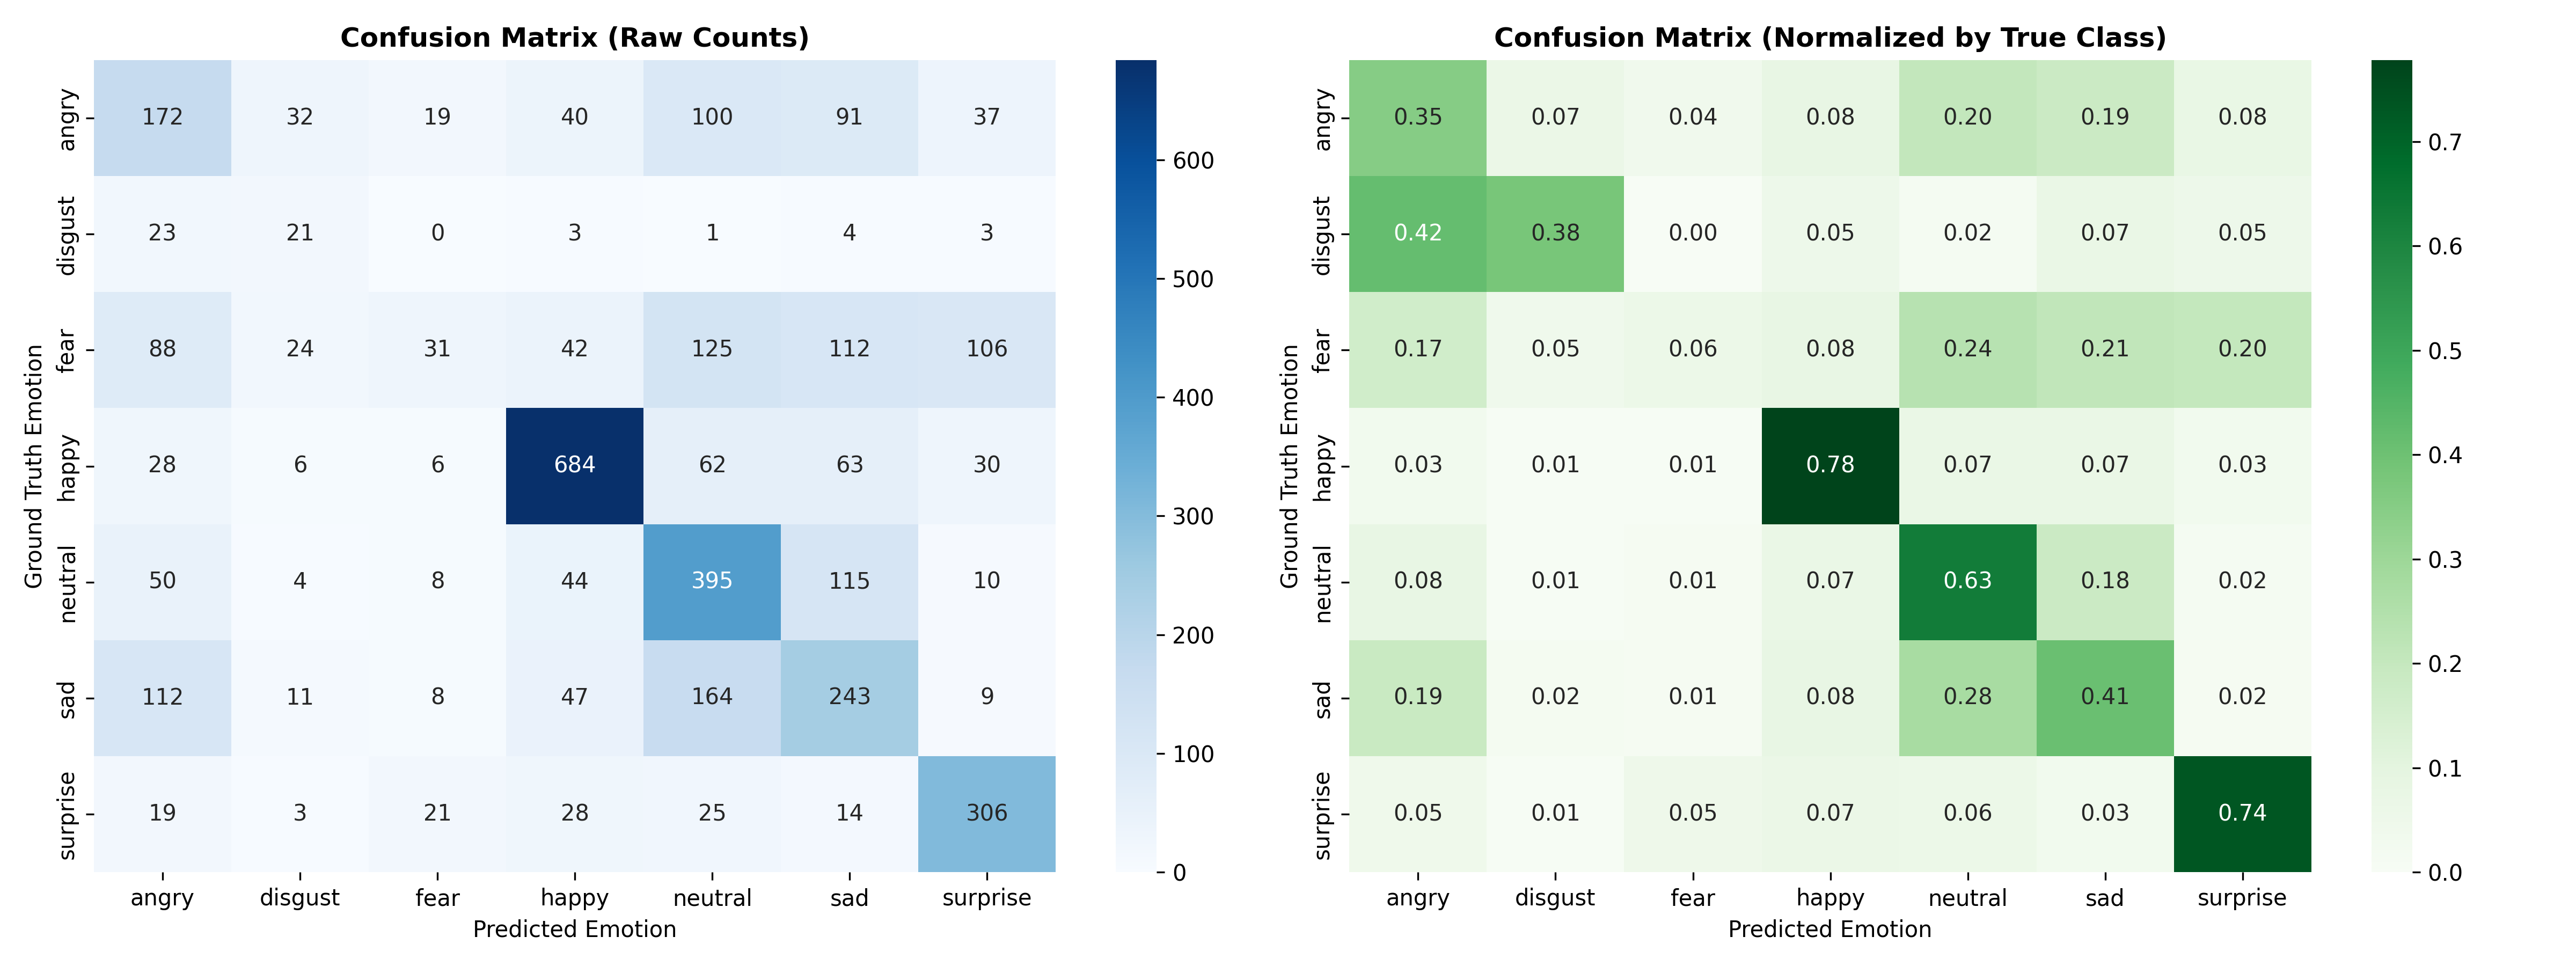 Confusion Matrix (Raw Counts)
Ground Truth Emotion
angry 172 32 19 40 100 91 37
disgust 23 21 0 3 1 4 3
fear 88 24 31 42 125 112 106
happy 28 6 6 684 62 63 30
neutral 50 4 8 44 395 115 10
sad 112 11 8 47 164 243 9
surprise 19 3 21 28 25 14 306
angry disgust fear happy neutral sad surprise
Predicted Emotion
600
500
400
300
200
100
0
Confusion Matrix (Normalized by True Class)
Ground Truth Emotion
angry 0.35 0.07 0.04 0.08 0.20 0.19 0.08
disgust 0.42 0.38 0.00 0.05 0.02 0.07 0.05
fear 0.17 0.05 0.06 0.08 0.24 0.21 0.20
happy 0.03 0.01 0.01 0.78 0.07 0.07 0.03
neutral 0.08 0.01 0.01 0.07 0.63 0.18 0.02
sad 0.19 0.02 0.01 0.08 0.28 0.41 0.02
surprise 0.05 0.01 0.05 0.07 0.06 0.03 0.74
angry disgust fear happy neutral sad surprise
Predicted Emotion
0.7
0.6
0.5
0.4
0.3
0.2
0.1
0.0